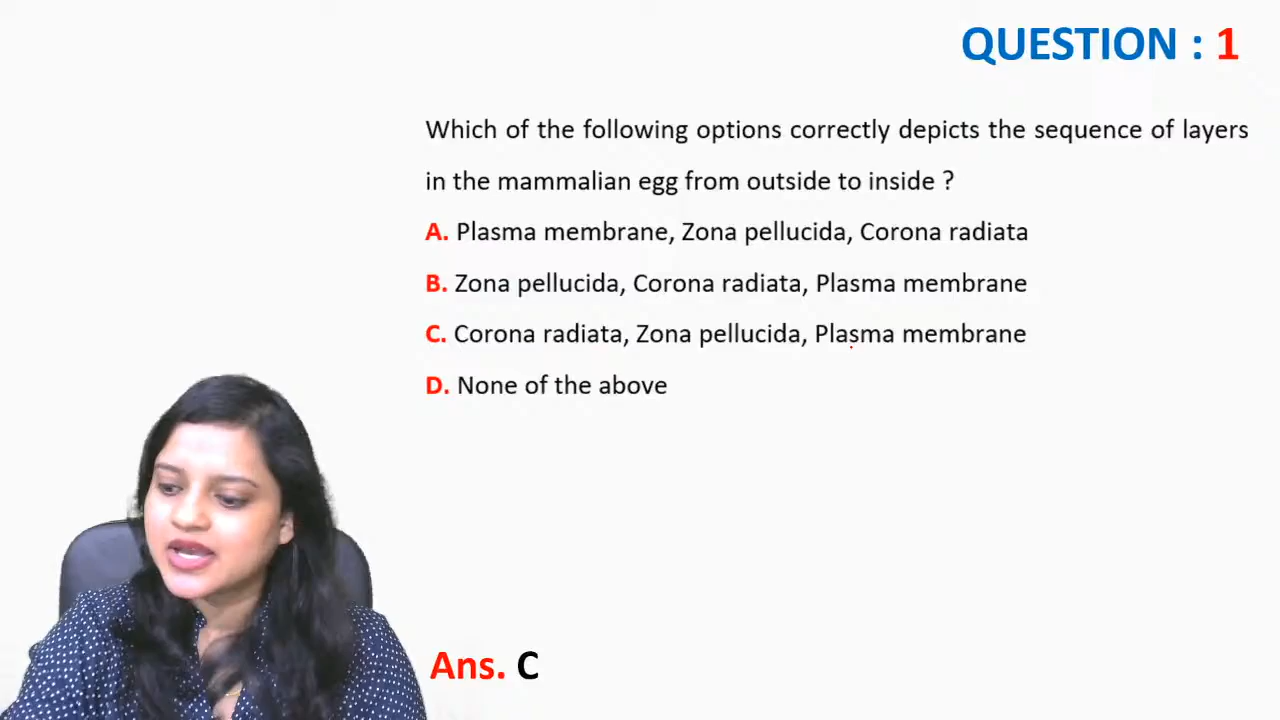 QUESTION : 1
Which of the following options correctly depicts the sequence of layers
in the mammalian egg from outside to inside ?
A. Plasma membrane, Zona pellucida, Corona radiata
B. Zona pellucida, Corona radiata, Plasma membrane
C. Corona radiata, Zona pellucida, Plasma membrane
D. None of the above
Ans. C